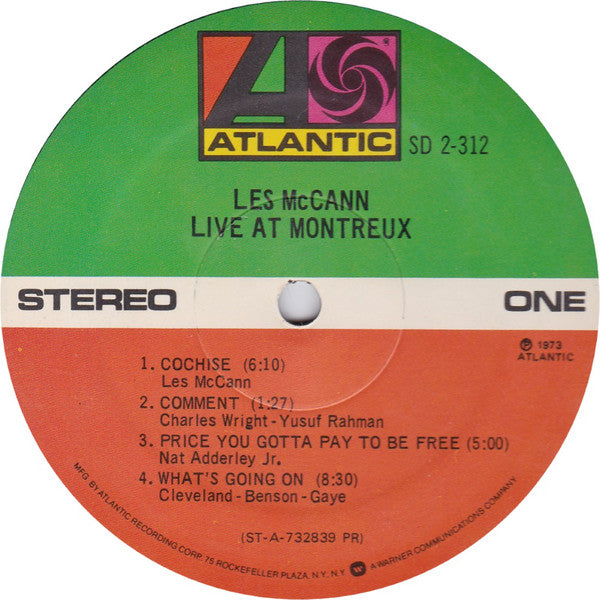 ATLANTIC
SD 2-312
LES McCANN
LIVE AT MONTREUX
STEREO
ONE
℗ 1973
ATLANTIC
1. COCHISE (6:10)
Les McCann
2. COMMENT (1:27)
Charles Wright-Yusuf Rahman
3. PRICE YOU GOTTA PAY TO BE FREE (5:00)
Nat Adderley Jr.
4. WHAT'S GOING ON (8:30)
Cleveland-Benson-Gaye
(ST-A-732839 PR)
MFG. BY ATLANTIC RECORDING CORP. 75 ROCKEFELLER PLAZA, N.Y., N.Y. A WARNER COMMUNICATIONS COMPANY